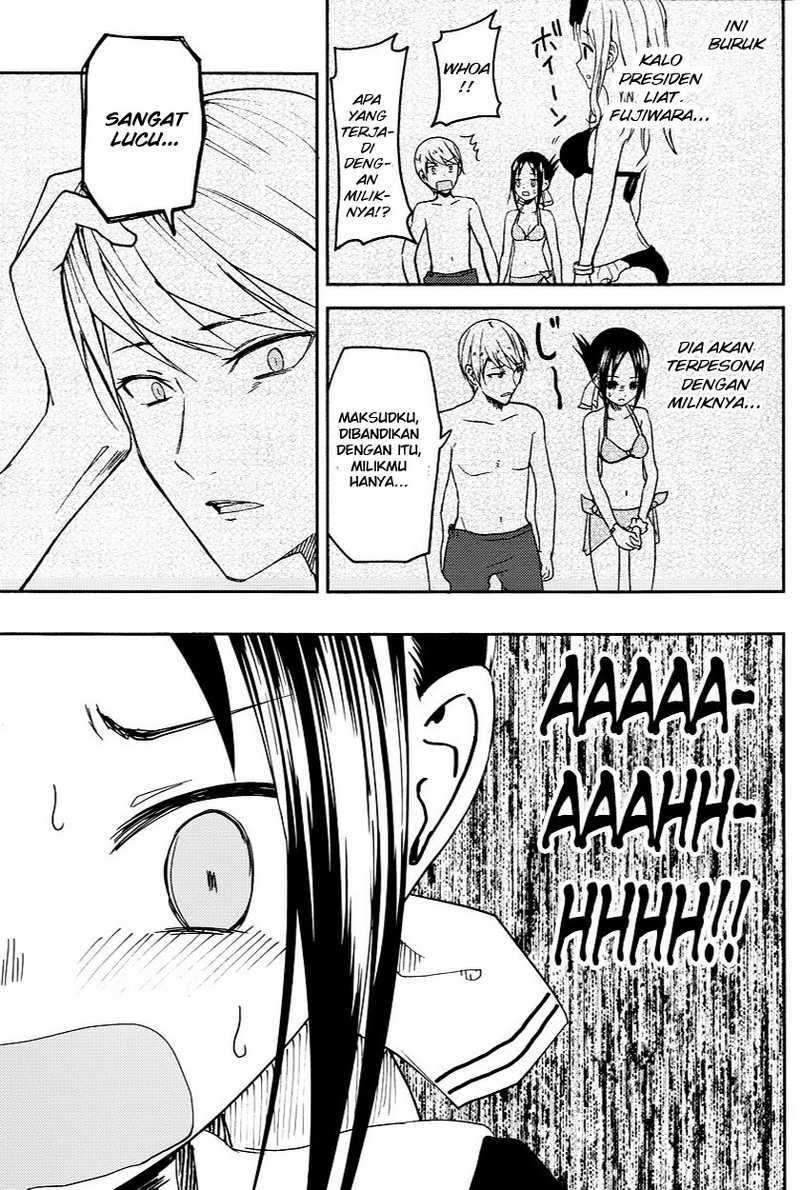 INI
BURUK
KALO
PRESIDEN
LIAT
FUJIWARA...
ボイーン
WHOA
!!
APA
YANG
TERJA-
DI
DENG-
AN
MILIK-
NYA!?
DIA AKAN
TERPESONA
DENGAN
MILIKNYA...
じ〜
MAKSUDKU,
DIBANDIKAN
DENGAN ITU,
MILIKMU
HANYA...
SANGAT
LUCU...
AAAAA-
AAAHH-
HHHH!!